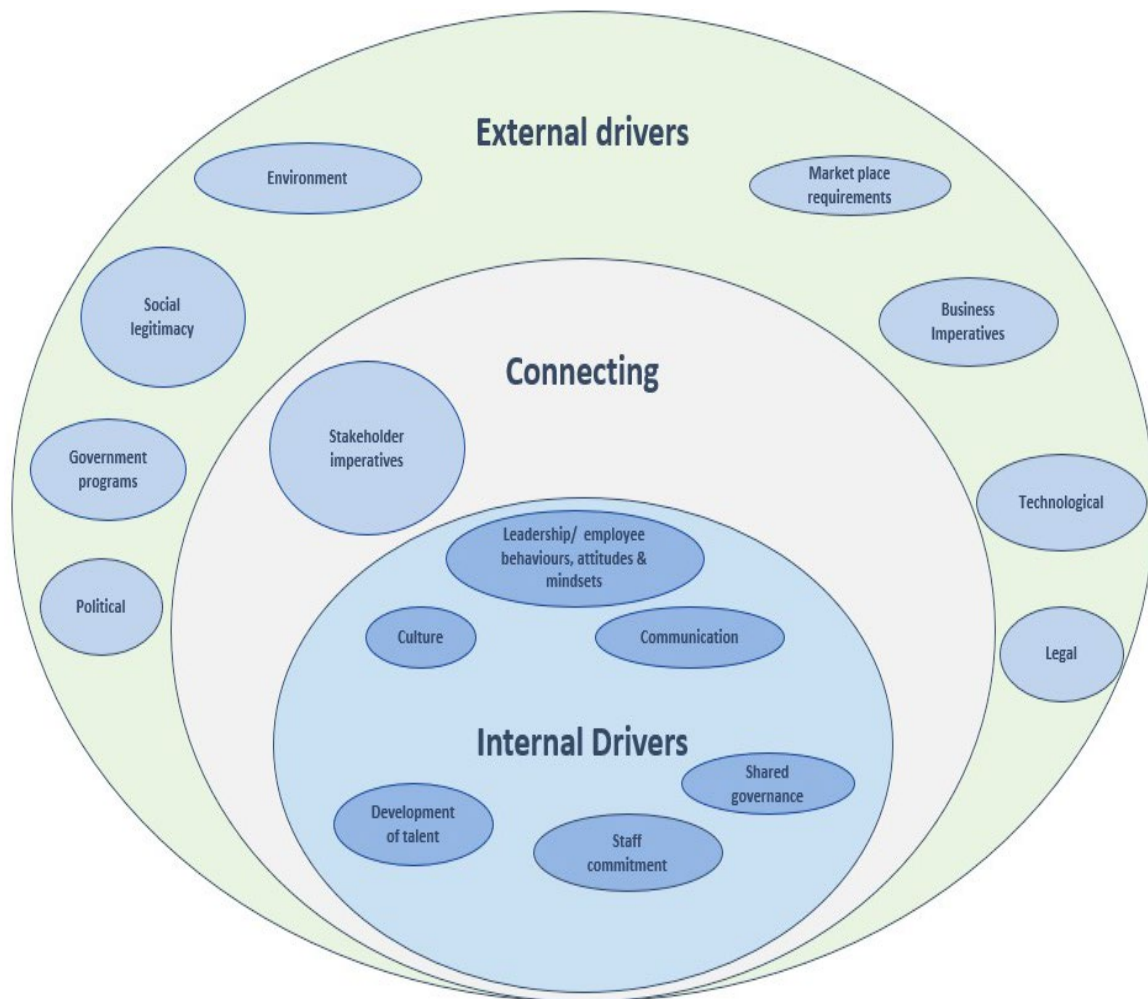 External drivers
Environment
Market place
requirements
Social
legitimacy
Business
Imperatives
Connecting
Stakeholder
imperatives
Government
programs
Technological
Leadership/ employee
behaviours, attitudes &
mindsets
Political
Culture
Communication
Legal
Internal Drivers
Shared
governance
Development
of talent
Staff
commitment